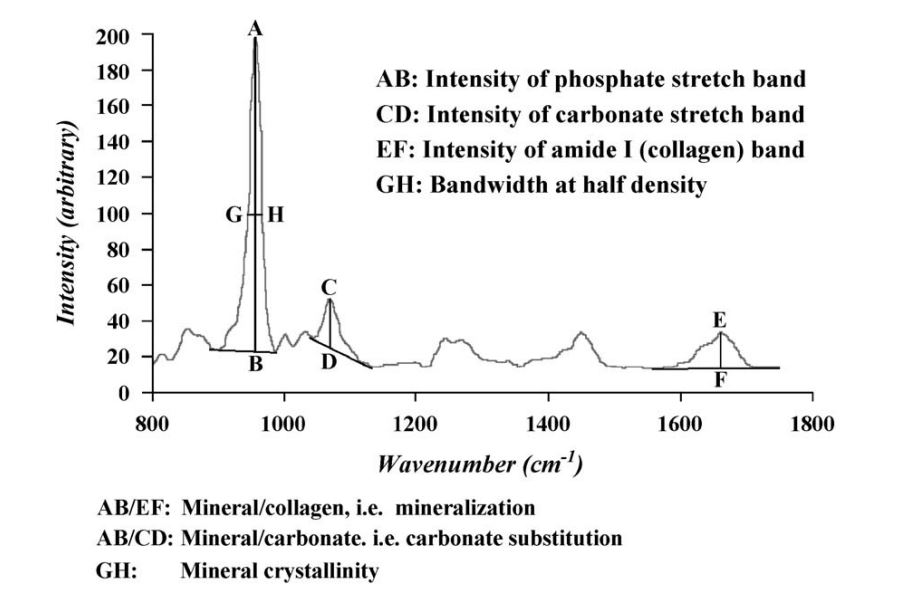 A
200
180
160
140
120
100
80
60
40
20
0
Intensity (arbitrary)
G H
C
B
D
E
F
AB: Intensity of phosphate stretch band
CD: Intensity of carbonate stretch band
EF: Intensity of amide I (collagen) band
GH: Bandwidth at half density
800 1000 1200 1400 1600 1800
Wavenumber (cm-1)
AB/EF: Mineral/collagen, i.e. mineralization
AB/CD: Mineral/carbonate. i.e. carbonate substitution
GH: Mineral crystallinity